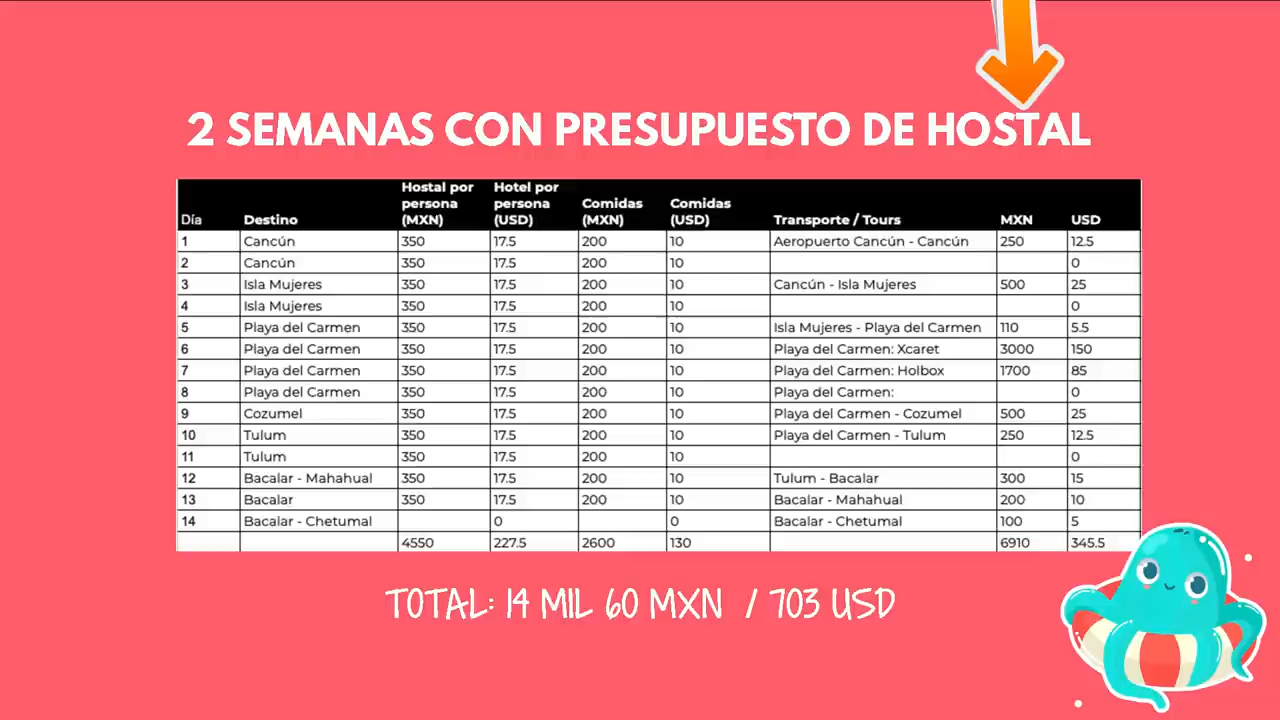 2 SEMANAS CON PRESUPUESTO DE HOSTAL
Día Destino Hostal por persona (MXN) Hotel por persona (USD) Comidas (MXN) Comidas (USD) Transporte / Tours MXN USD
1 Cancún 350 17.5 200 10 Aeropuerto Cancún - Cancún 250 12.5
2 Cancún 350 17.5 200 10 0
3 Isla Mujeres 350 17.5 200 10 Cancún - Isla Mujeres 500 25
4 Isla Mujeres 350 17.5 200 10 0
5 Playa del Carmen 350 17.5 200 10 Isla Mujeres - Playa del Carmen 110 5.5
6 Playa del Carmen 350 17.5 200 10 Playa del Carmen: Xcaret 3000 150
7 Playa del Carmen 350 17.5 200 10 Playa del Carmen: Holbox 1700 85
8 Playa del Carmen 350 17.5 200 10 Playa del Carmen: 0
9 Cozumel 350 17.5 200 10 Playa del Carmen - Cozumel 500 25
10 Tulum 350 17.5 200 10 Playa del Carmen - Tulum 250 12.5
11 Tulum 350 17.5 200 10 0
12 Bacalar - Mahahual 350 17.5 200 10 Tulum - Bacalar 300 15
13 Bacalar 350 17.5 200 10 Bacalar - Mahahual 200 10
14 Bacalar - Chetumal 0 0 Bacalar - Chetumal 100 5
4550 227.5 2600 130 6910 345.5
TOTAL: 14 MIL 60 MXN / 703 USD